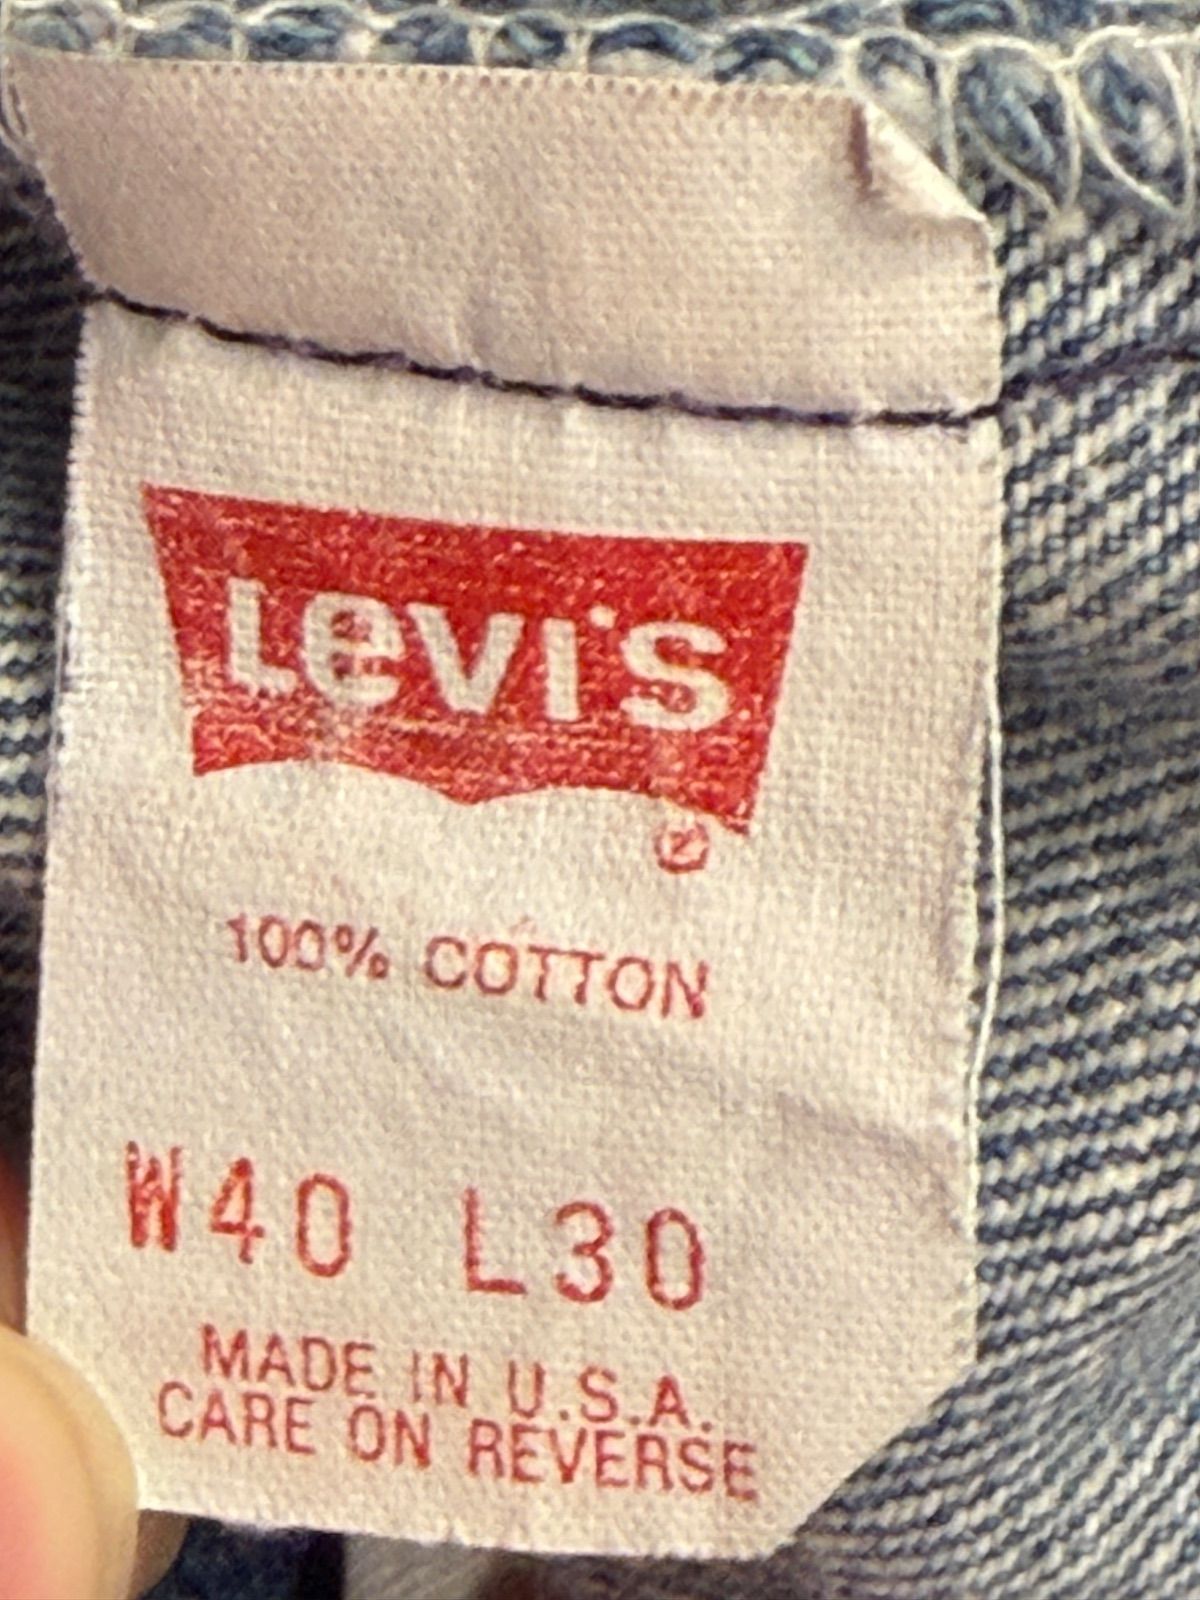 Levi's
®
100% COTTON
W40 L30
MADE IN U.S.A.
CARE ON REVERSE